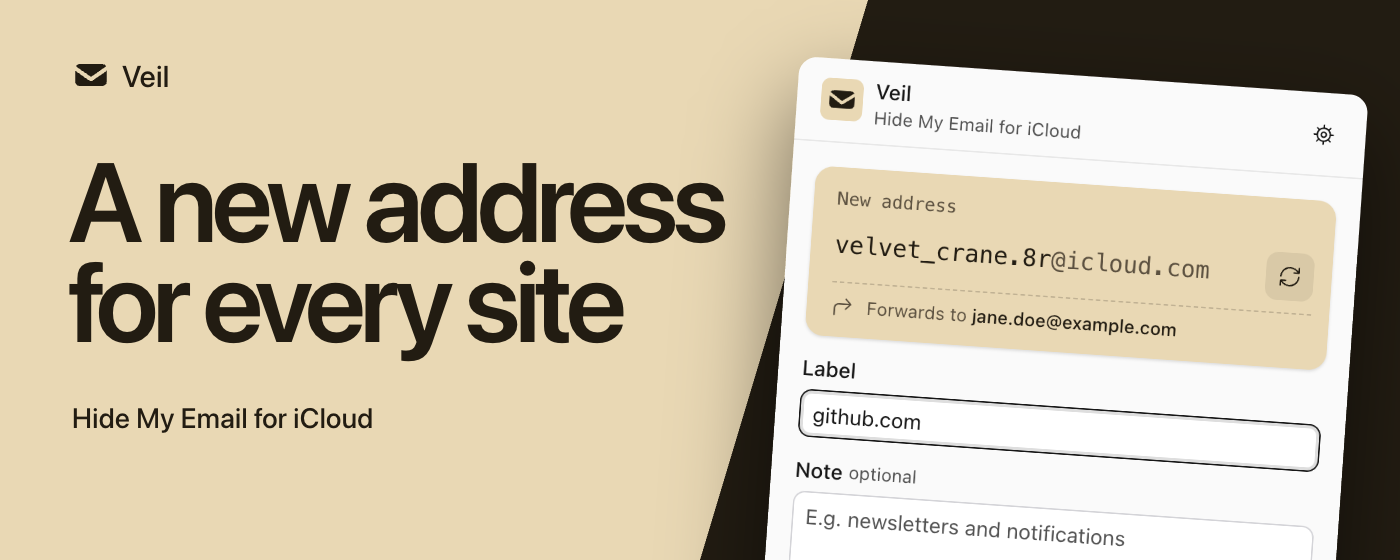 Veil
A new address
for every site
Hide My Email for iCloud
Veil
Hide My Email for iCloud
New address
velvet_crane.8r@icloud.com
Forwards to jane.doe@example.com
Label
github.com
Note optional
E.g. newsletters and notifications